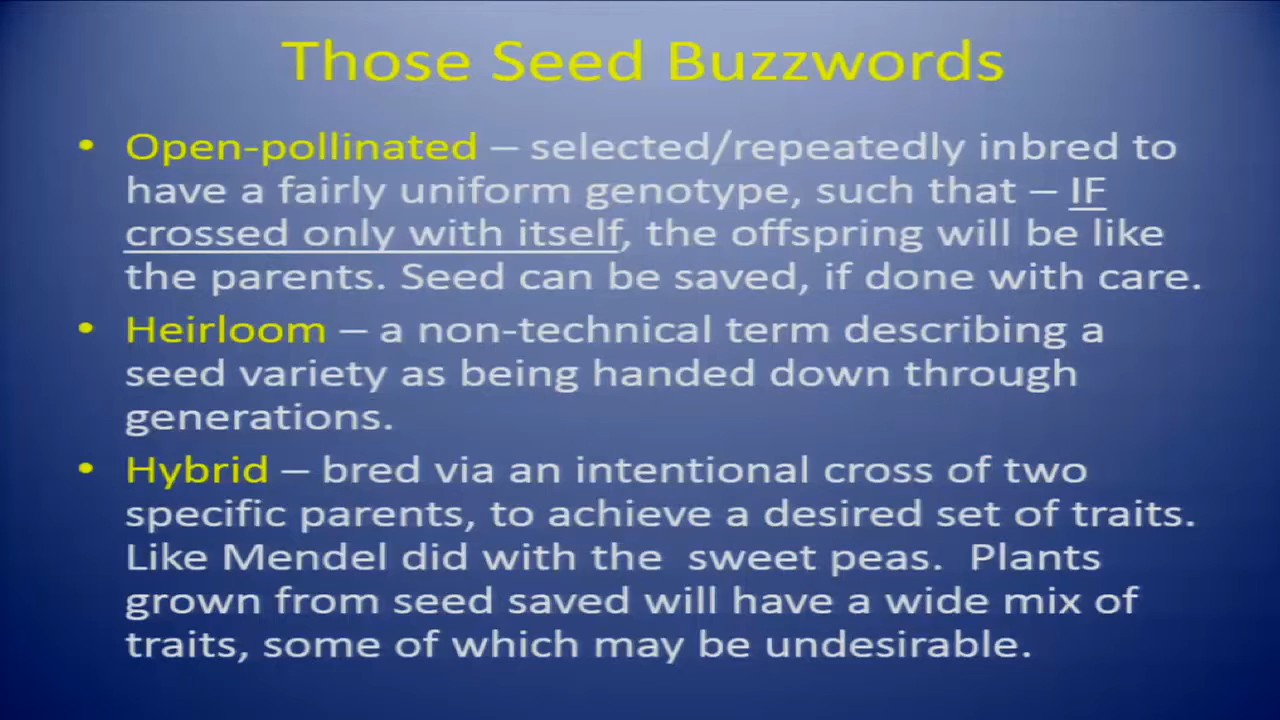 Those Seed Buzzwords
• Open-pollinated – selected/repeatedly inbred to
have a fairly uniform genotype, such that – IF
crossed only with itself, the offspring will be like
the parents. Seed can be saved, if done with care.
• Heirloom – a non-technical term describing a
seed variety as being handed down through
generations.
• Hybrid – bred via an intentional cross of two
specific parents, to achieve a desired set of traits.
Like Mendel did with the  sweet peas.  Plants
grown from seed saved will have a wide mix of
traits, some of which may be undesirable.